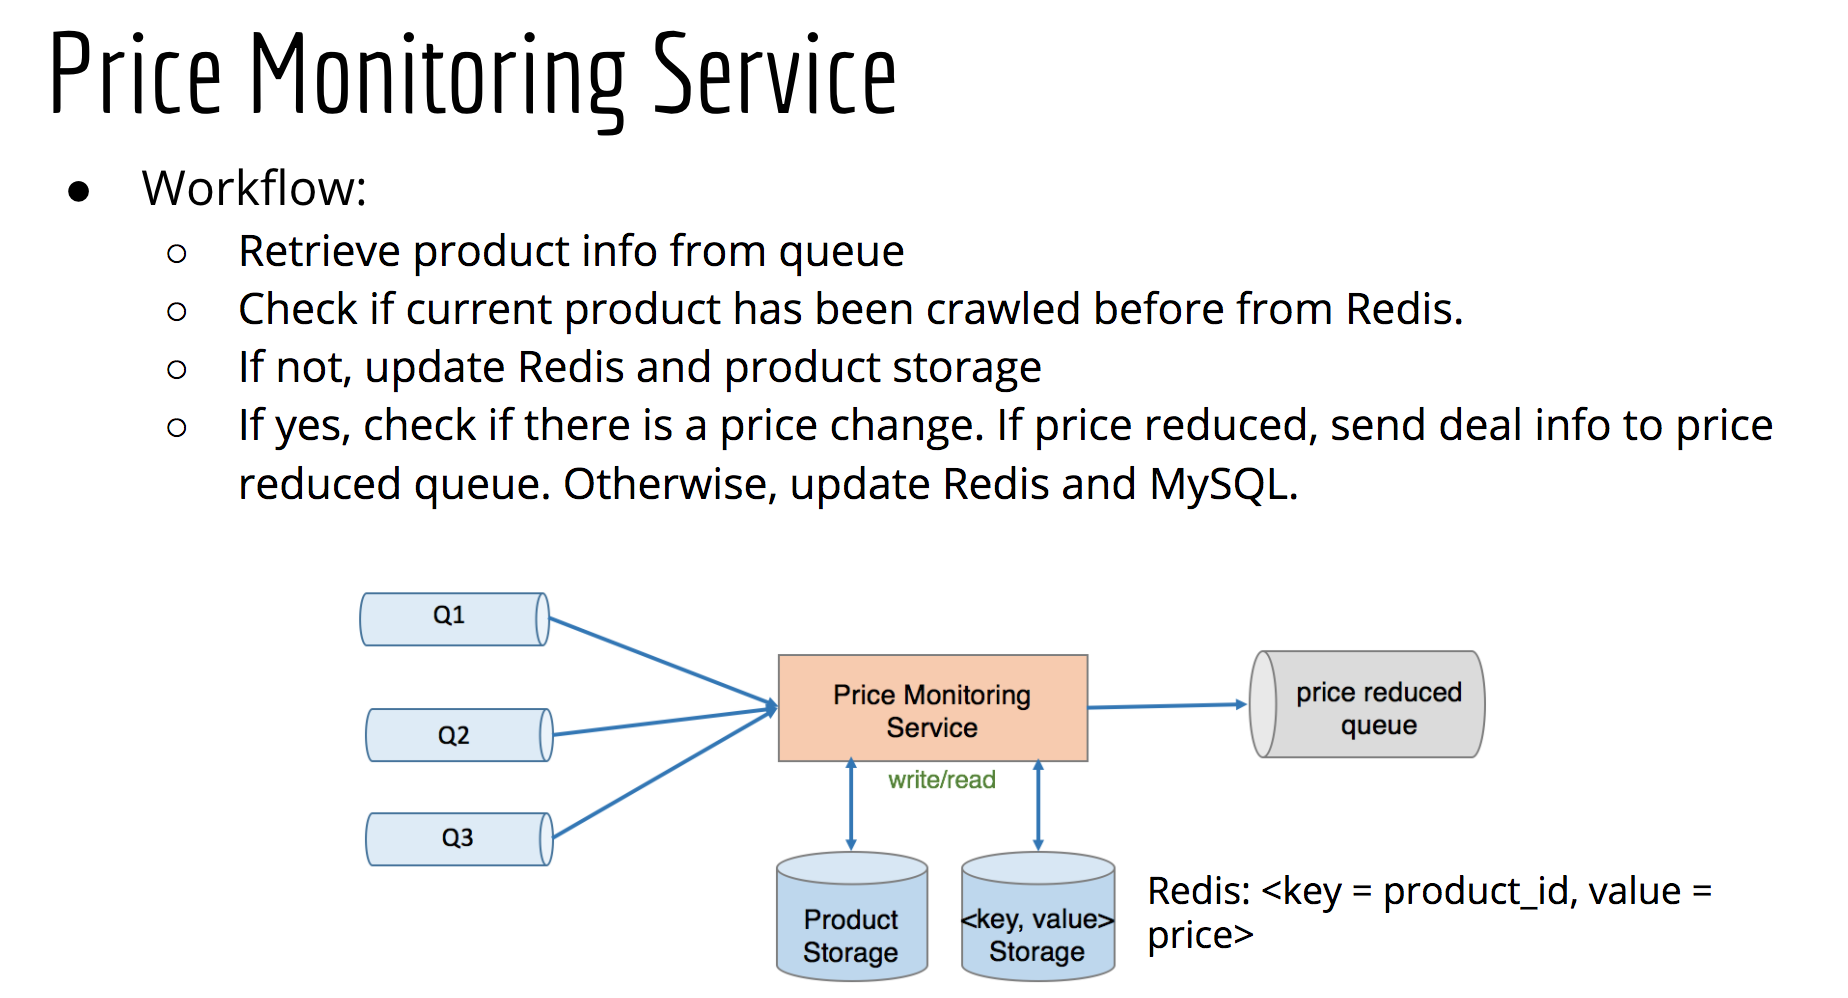 Price Monitoring Service
● Workflow:
○ Retrieve product info from queue
○ Check if current product has been crawled before from Redis.
○ If not, update Redis and product storage
○ If yes, check if there is a price change. If price reduced, send deal info to price
reduced queue. Otherwise, update Redis and MySQL.
Q1
Q2
Q3
Price Monitoring
Service
write/read
price reduced
queue
Product
Storage
<key, value>
Storage
Redis: <key = product_id, value =
price>